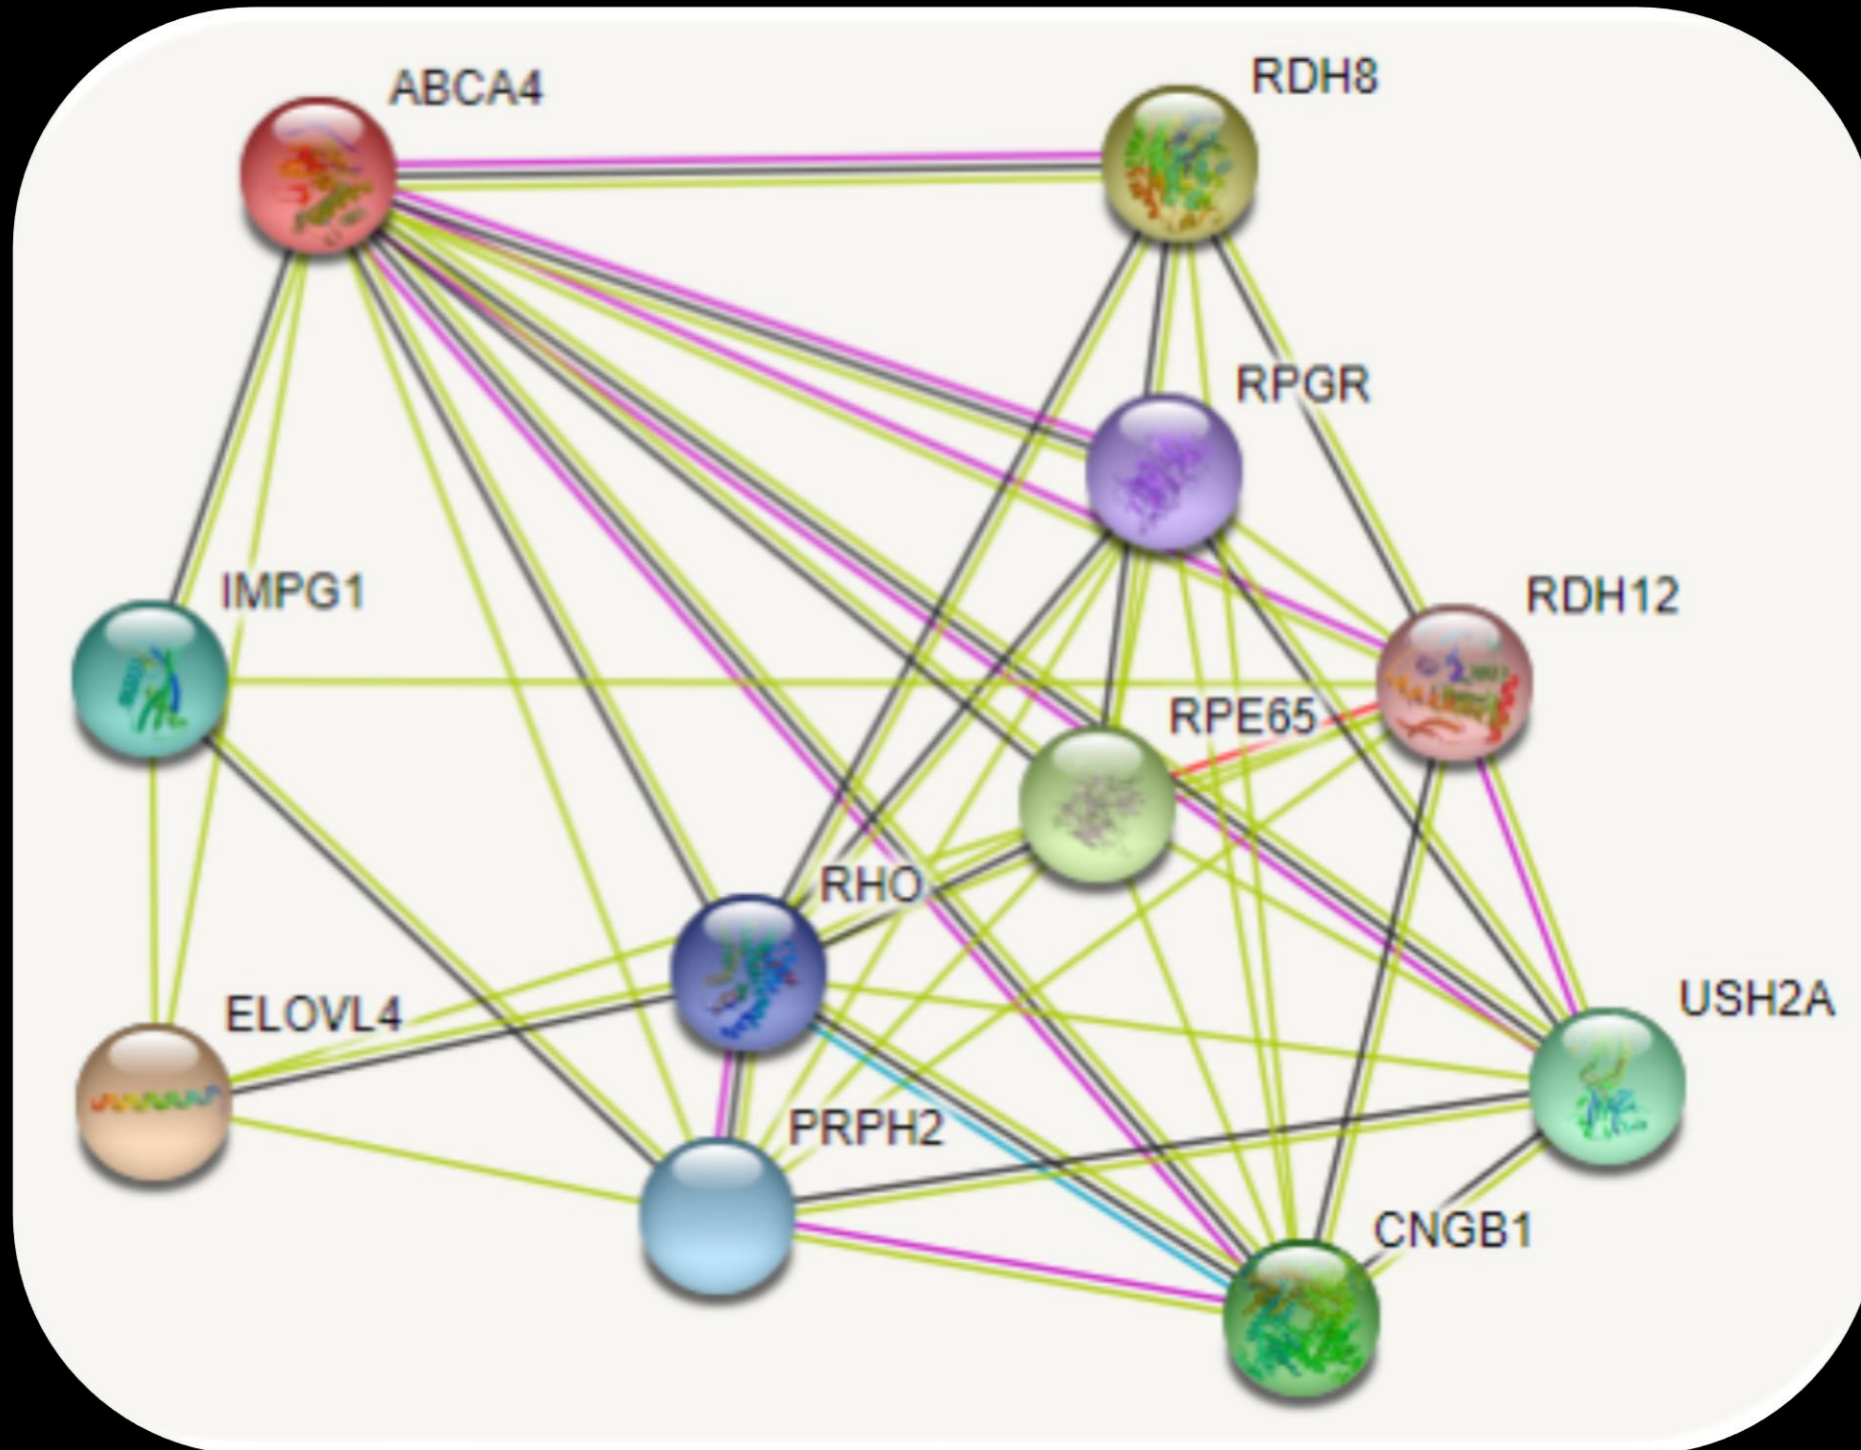 ABCA4
RDH8
RPGR
IMPG1
RDH12
RPE65
RHO
ELOVL4
USH2A
PRPH2
CNGB1